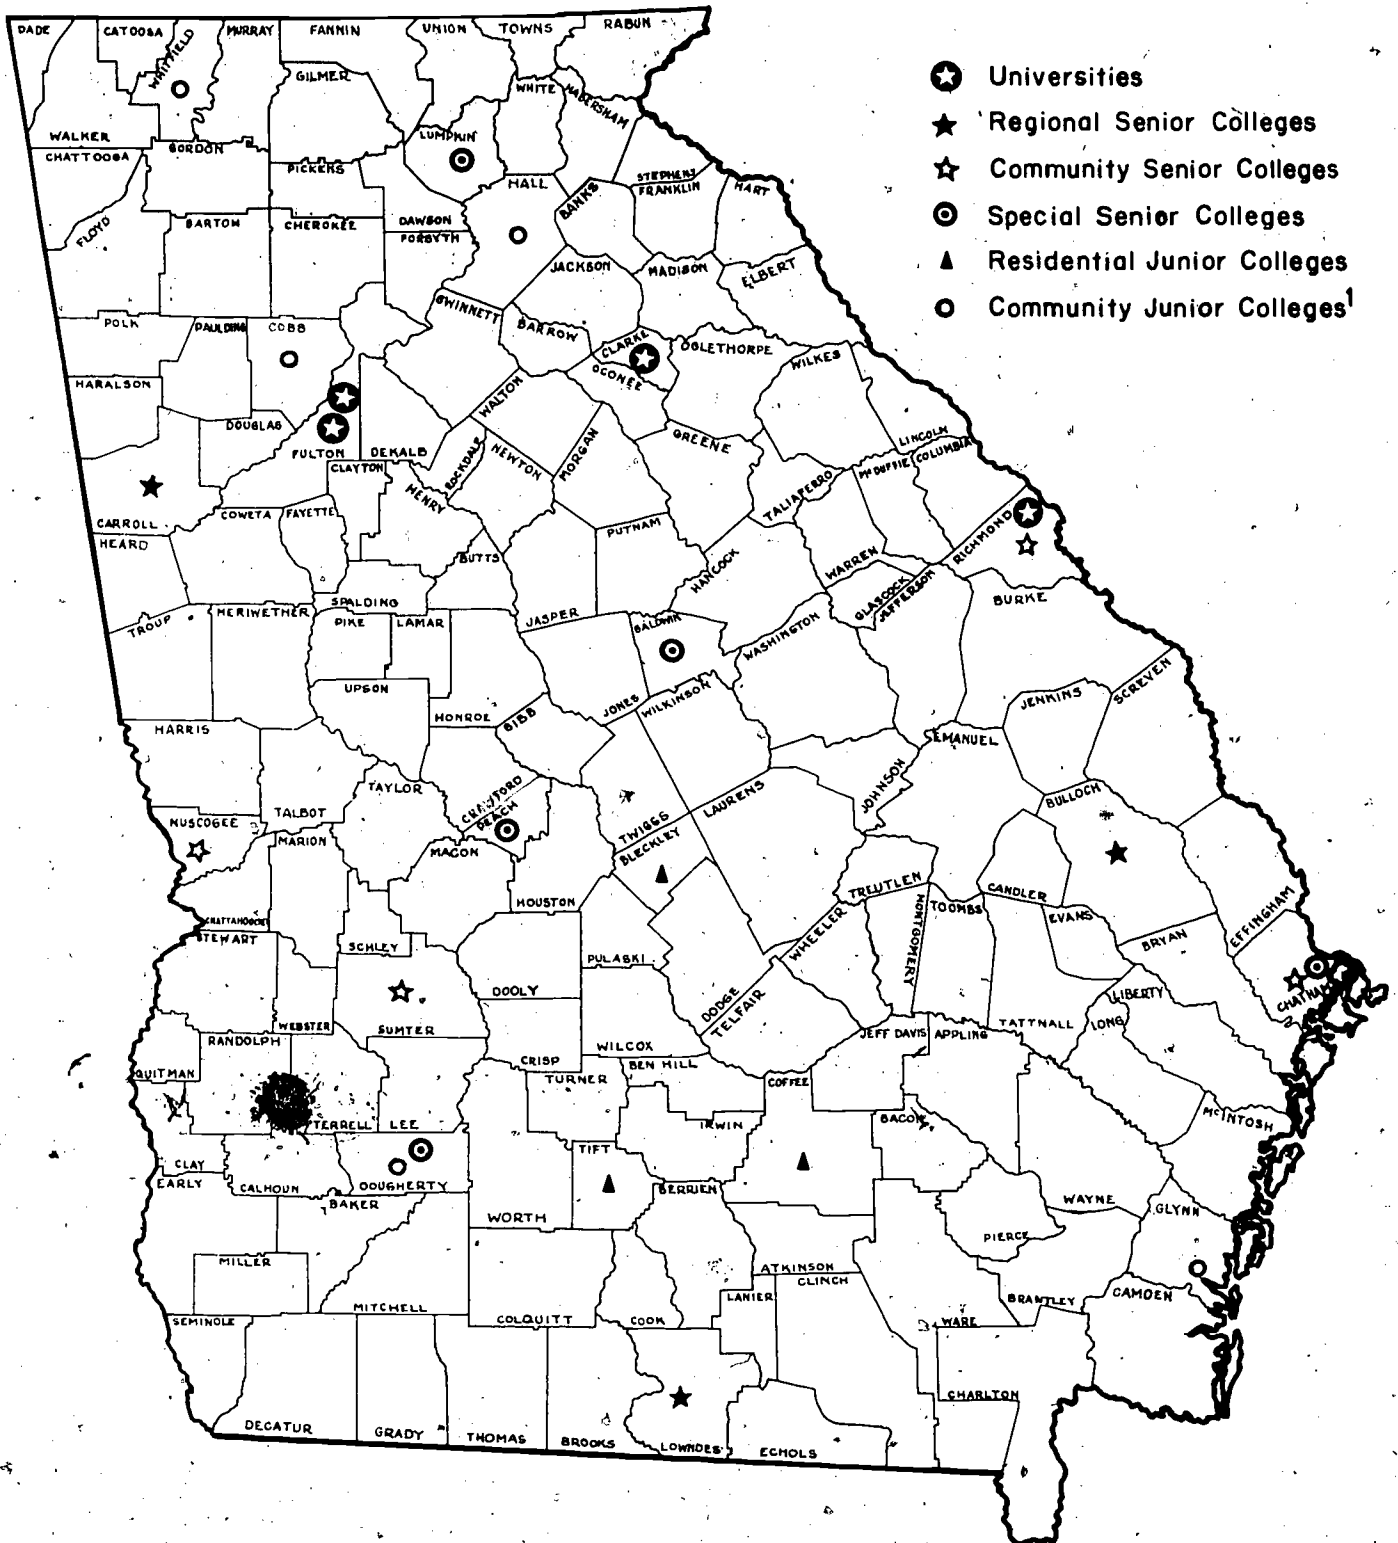 DADE
CATOOSA
WHITFIELD
MURRAY
FANNIN
UNION
TOWNS
RABUN
GILMER
WHITE
HABERSHAM
WALKER
CHATTOOGA
GORDON
LUMPKIN
PICKENS
HALL
BANKS
STEPHENS
FRANKLIN
HART
FLOYD
BARTOW
CHEROKEE
DAWSON
FORSYTH
JACKSON
MADISON
ELBERT
Universities
Regional Senior Colleges
Community Senior Colleges
Special Senior Colleges
Residential Junior Colleges
Community Junior Colleges1
POLK
PAULDING
COBB
GWINNETT
BARROW
CLARKE
OCONEE
OGLETHORPE
WILKES
HARALSON
DOUGLAS
FULTON
DEKALB
CLAYTON
WALTON
ROCKDALE
NEWTON
MORGAN
GREENE
LINCOLN
COLUMBIA
McDUFFIE
TALIAFERRO
CARROLL
HEARD
COWETA
FAYETTE
HENRY
BUTTS
PUTNAM
HANCOCK
WARREN
GLASCOCK
JEFFERSON
RICHMOND
BURKE
TROUP
MERIWETHER
SPALDING
PIKE
LAMAR
JASPER
BALDWIN
WASHINGTON
UPSON
MONROE
BIBB
JONES
WILKINSON
JENKINS
SCREVEN
HARRIS
TALBOT
TAYLOR
CRAWFORD
PEACH
TWIGGS
BLECKLEY
LAURENS
JOHNSON
EMANUEL
BULLOCH
MUSCOGEE
MARION
MACON
HOUSTON
TREUTLEN
CANDLER
CHATTAHOOCHEE
STEWART
SCHLEY
PULASKI
WHEELER
MONTGOMERY
TOOMBS
EVANS
BRYAN
EFFINGHAM
CHATHAM
WEBSTER
SUMTER
DOOLY
DODGE
TELFAIR
TATTNALL
LIBERTY
LONG
QUITMAN
RANDOLPH
CRISP
WILCOX
JEFF DAVIS
APPLING
TURNER
BEN HILL
COFFEE
TERRELL
LEE
IRWIN
BACON
McINTOSH
CLAY
EARLY
CALHOUN
DOUGHERTY
TIFT
BAKER
WORTH
BERRIEN
WAYNE
GLYNN
PIERCE
MILLER
MITCHELL
ATKINSON
CLINCH
LANIER
BRANTLEY
CAMDEN
SEMINOLE
COLQUITT
COOK
WARE
CHARLTON
DECATUR
GRADY
THOMAS
BROOKS
LOWNDES
ECHOLS